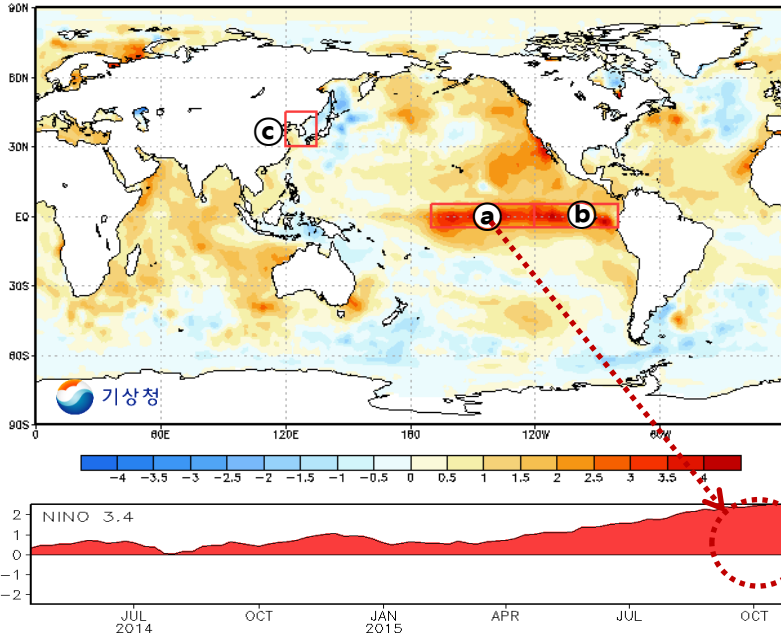 90N
60N
30N
EQ
30S
60S
90S
ⓒ
ⓐ
ⓑ
기상청
0 60E 120E 180 120W 60W
-4 -3.5 -3 -2.5 -2 -1.5 -1 -0.5 0 0.5 1 1.5 2 2.5 3 3.5 4
NINO 3.4
2
1
0
-1
-2
JUL OCT JAN APR JUL OCT
2014 2015